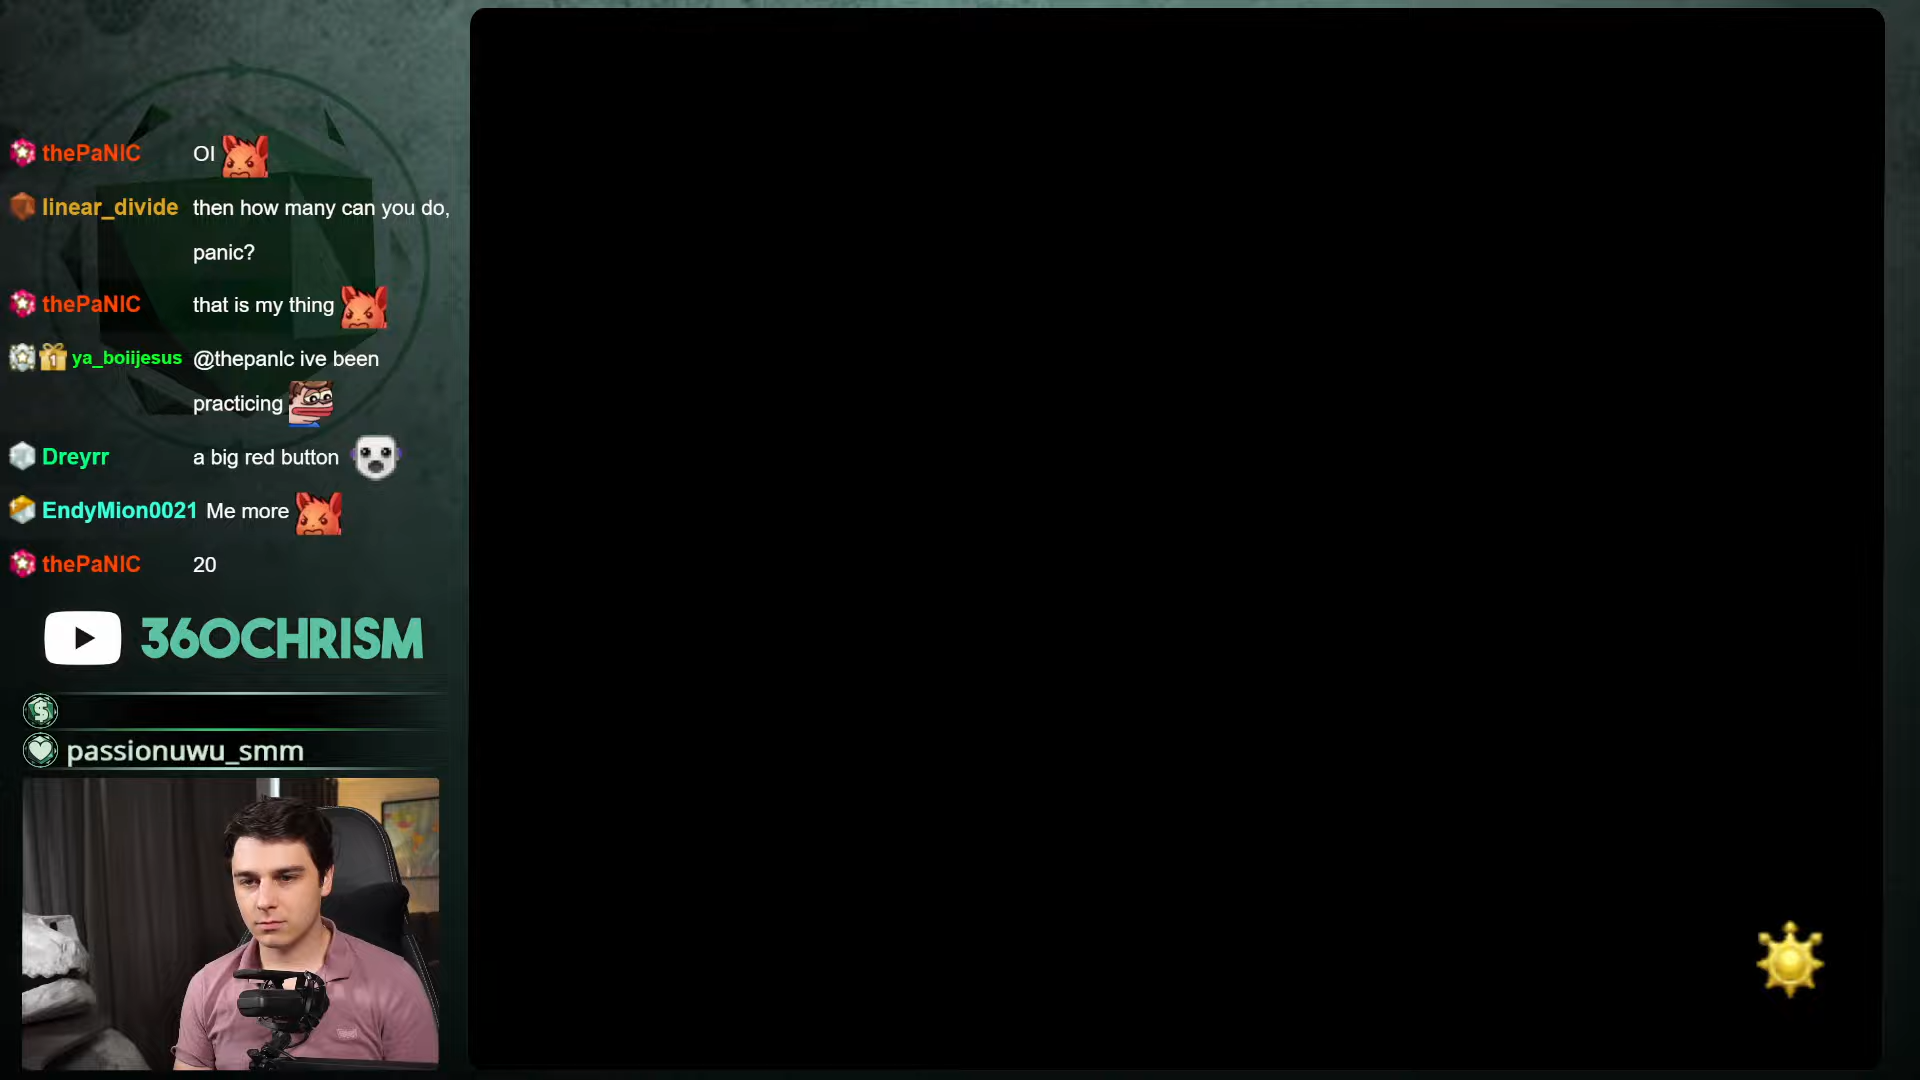 thePaNIC OI
linear_divide then how many can you do,
panic?
thePaNIC that is my thing
ya_boiijesus @thepanIc ive been
practicing
Dreyrr a big red button
EndyMion0021 Me more
thePaNIC 20
360CHRISM
passionuwu_smm